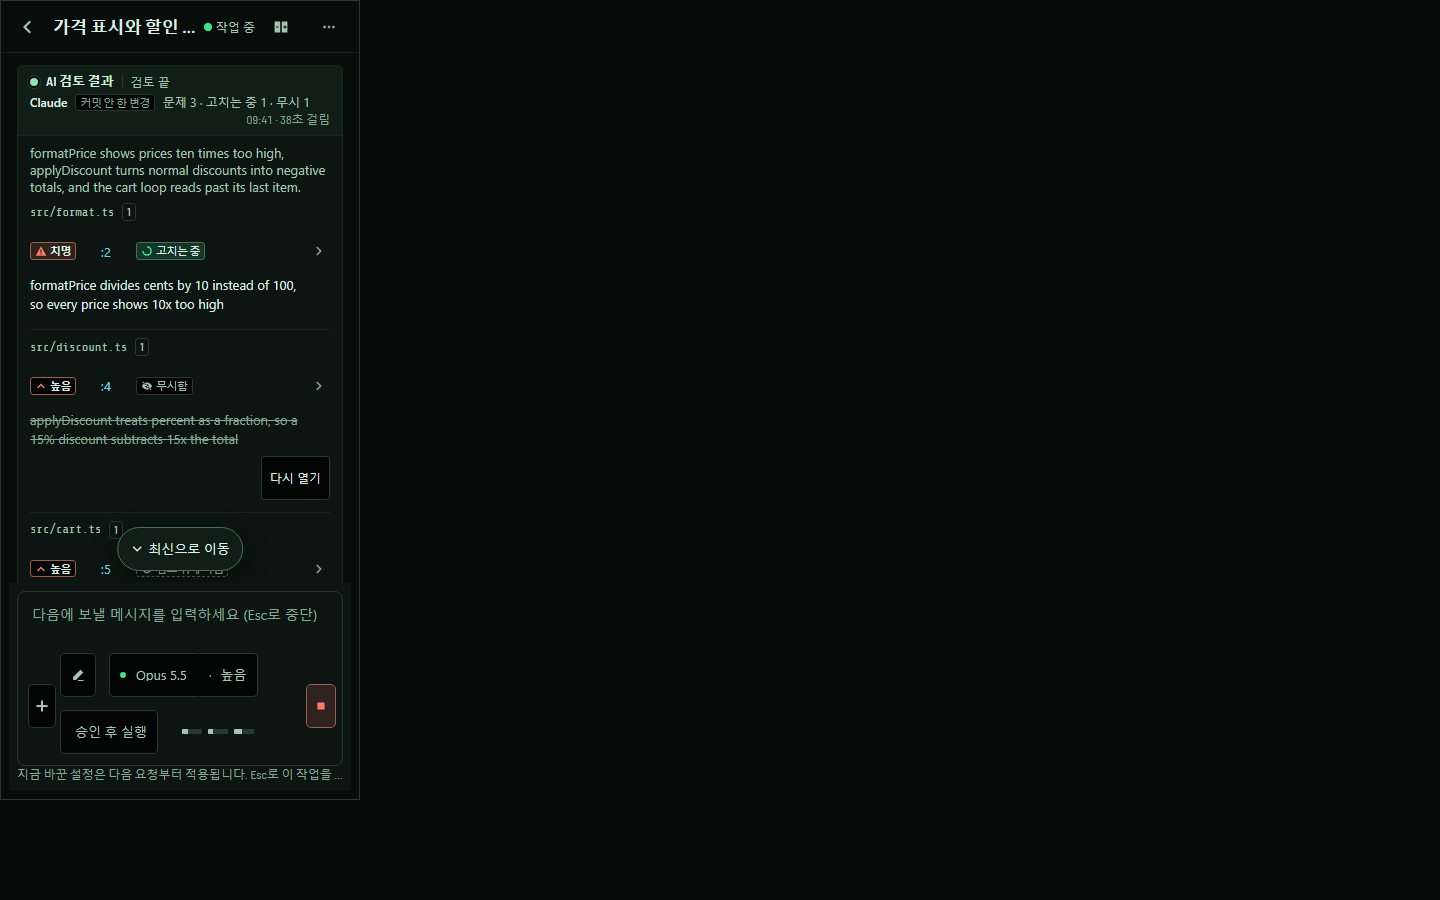 가격 표시와 할인 ... 작업 중 ...
AI 검토 결과 검토 끝
Claude 커밋 안 한 변경 문제 3 · 고치는 중 1 · 무시 1
09:41 · 38초 걸림
formatPrice shows prices ten times too high,
applyDiscount turns normal discounts into negative
totals, and the cart loop reads past its last item.
src/format.ts 1
치명 :2 고치는 중
formatPrice divides cents by 10 instead of 100,
so every price shows 10x too high
src/discount.ts 1
높음 :4 무시함
applyDiscount treats percent as a fraction, so a
15% discount subtracts 15x the total
다시 열기
src/cart.ts 1
최신으로 이동
높음 :5
다음에 보낼 메시지를 입력하세요 (Esc로 중단)
Opus 5.5 · 높음
승인 후 실행
지금 바꾼 설정은 다음 요청부터 적용됩니다. Esc로 이 작업을 ...